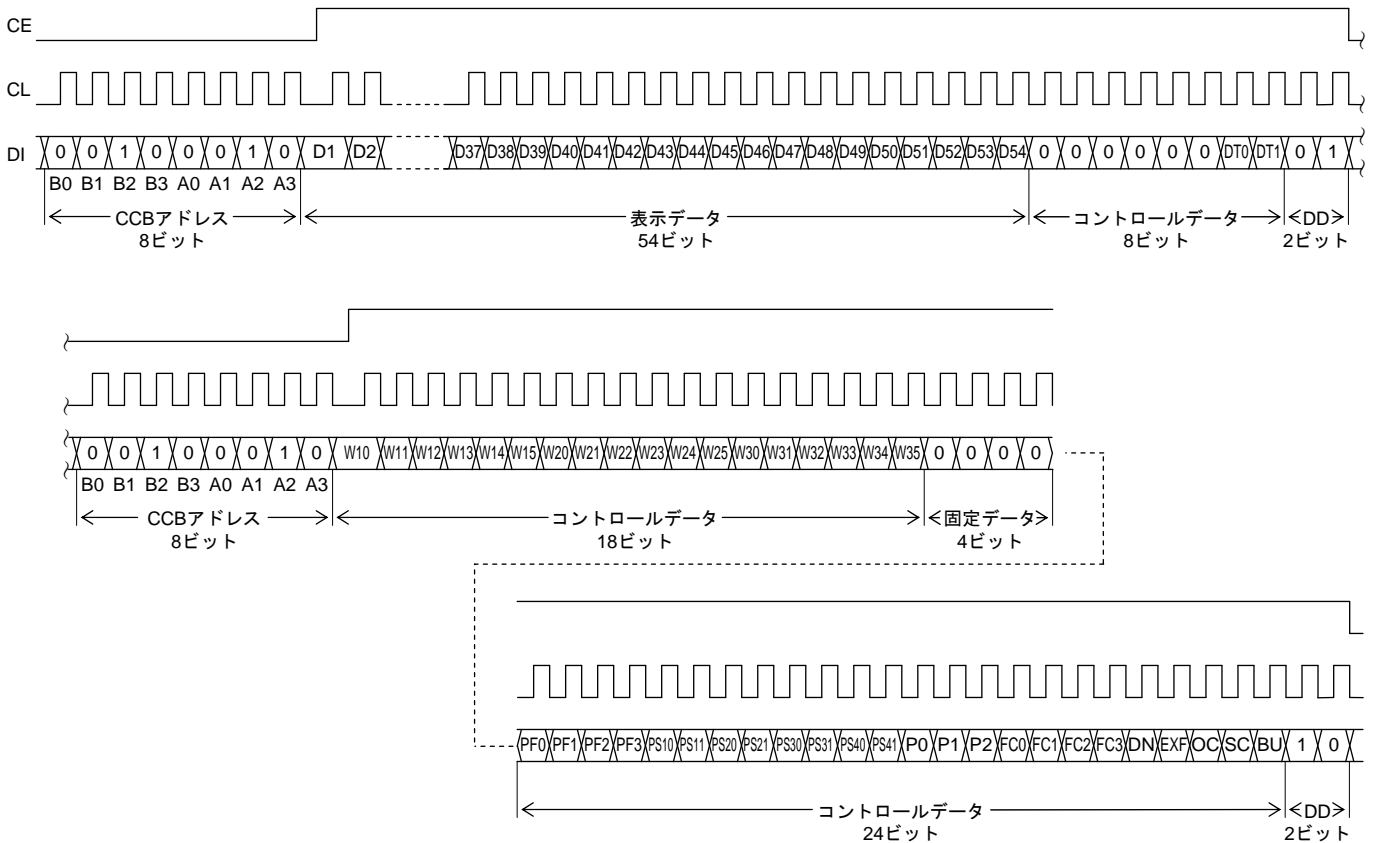 CE
CL
DI 0 0 1 0 0 0 1 0 D1 D2 D37 D38 D39 D40 D41 D42 D43 D44 D45 D46 D47 D48 D49 D50 D51 D52 D53 D54 0 0 0 0 0 0 DT0 DT1 0 1
B0 B1 B2 B3 A0 A1 A2 A3
CCBアドレス 表示データ コントロールデータ DD
8ビット 54ビット 8ビット 2ビット
0 0 1 0 0 0 1 0 W10 W11 W12 W13 W14 W15 W20 W21 W22 W23 W24 W25 W30 W31 W32 W33 W34 W35 0 0 0 0
B0 B1 B2 B3 A0 A1 A2 A3
CCBアドレス コントロールデータ 固定データ
8ビット 18ビット 4ビット
PF0 PF1 PF2 PF3 PS10 PS11 PS20 PS21 PS30 PS31 PS40 PS41 P0 P1 P2 FC0 FC1 FC2 FC3 DN EXF OC SC BU 1 0
コントロールデータ DD
24ビット 2ビット